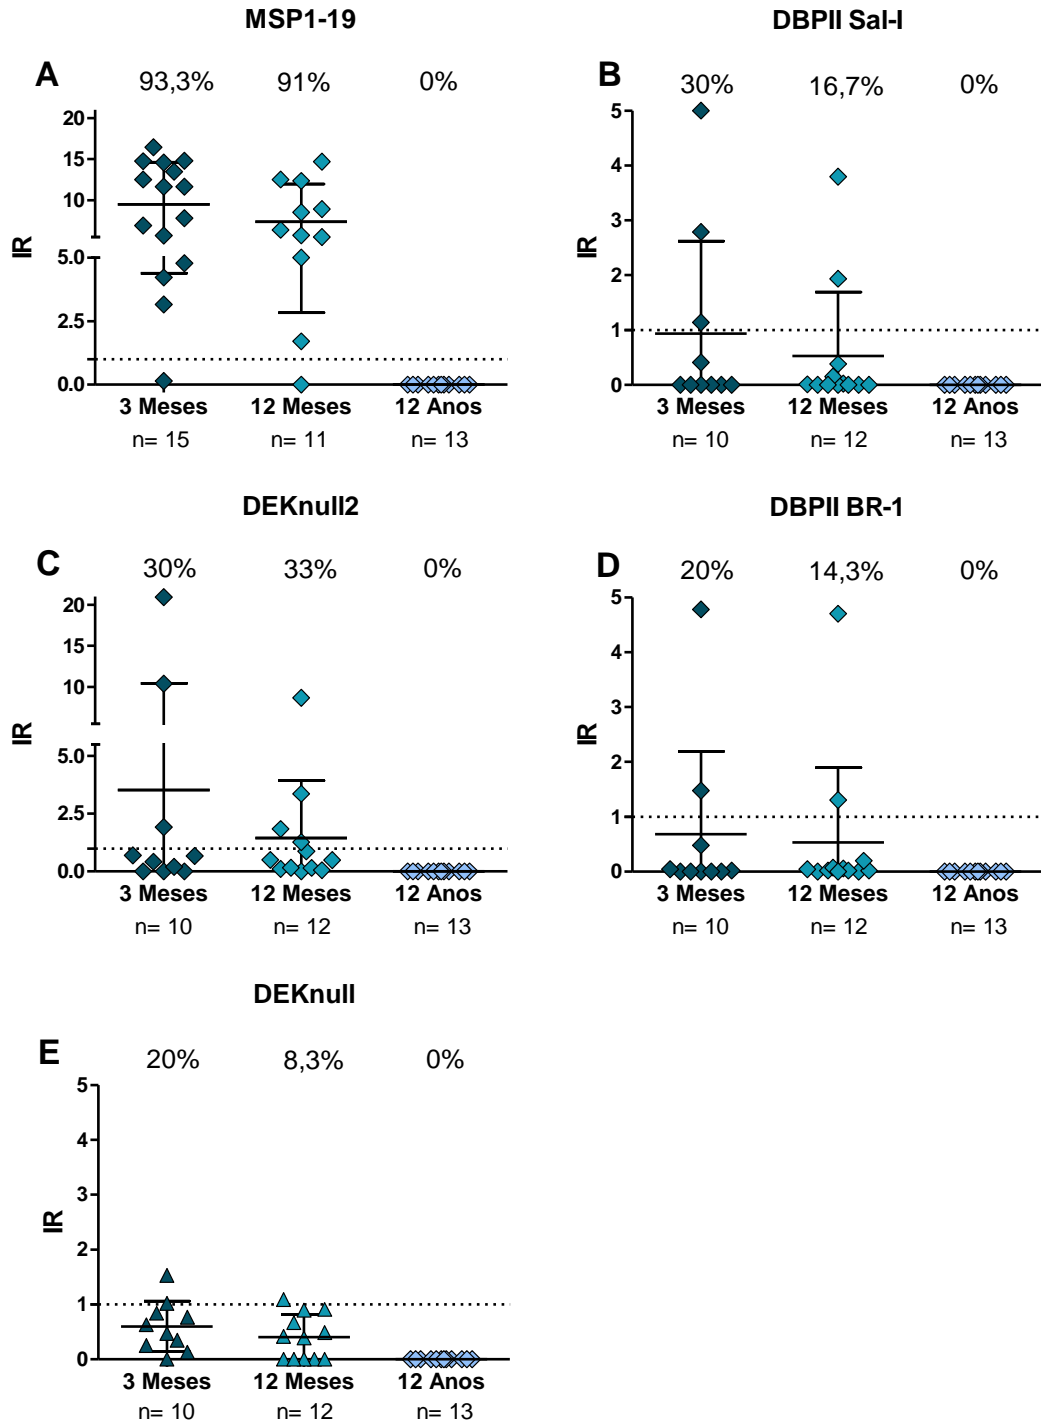 MSP1-19
A
93,3% 91% 0%
20
15
10
5.0
2.5
0.0
IR
3 Meses 12 Meses 12 Anos
n= 15 n= 11 n= 13
DBPII Sal-I
B
30% 16,7% 0%
5
4
3
2
1
0
IR
3 Meses 12 Meses 12 Anos
n= 10 n= 12 n= 13
DEKnull2
C
30% 33% 0%
20
15
10
5.0
2.5
0.0
IR
3 Meses 12 Meses 12 Anos
n= 10 n= 12 n= 13
DBPII BR-1
D
20% 14,3% 0%
5
4
3
2
1
0
IR
3 Meses 12 Meses 12 Anos
n= 10 n= 12 n= 13
DEKnull
E
20% 8,3% 0%
5
4
3
2
1
0
IR
3 Meses 12 Meses 12 Anos
n= 10 n= 12 n= 13